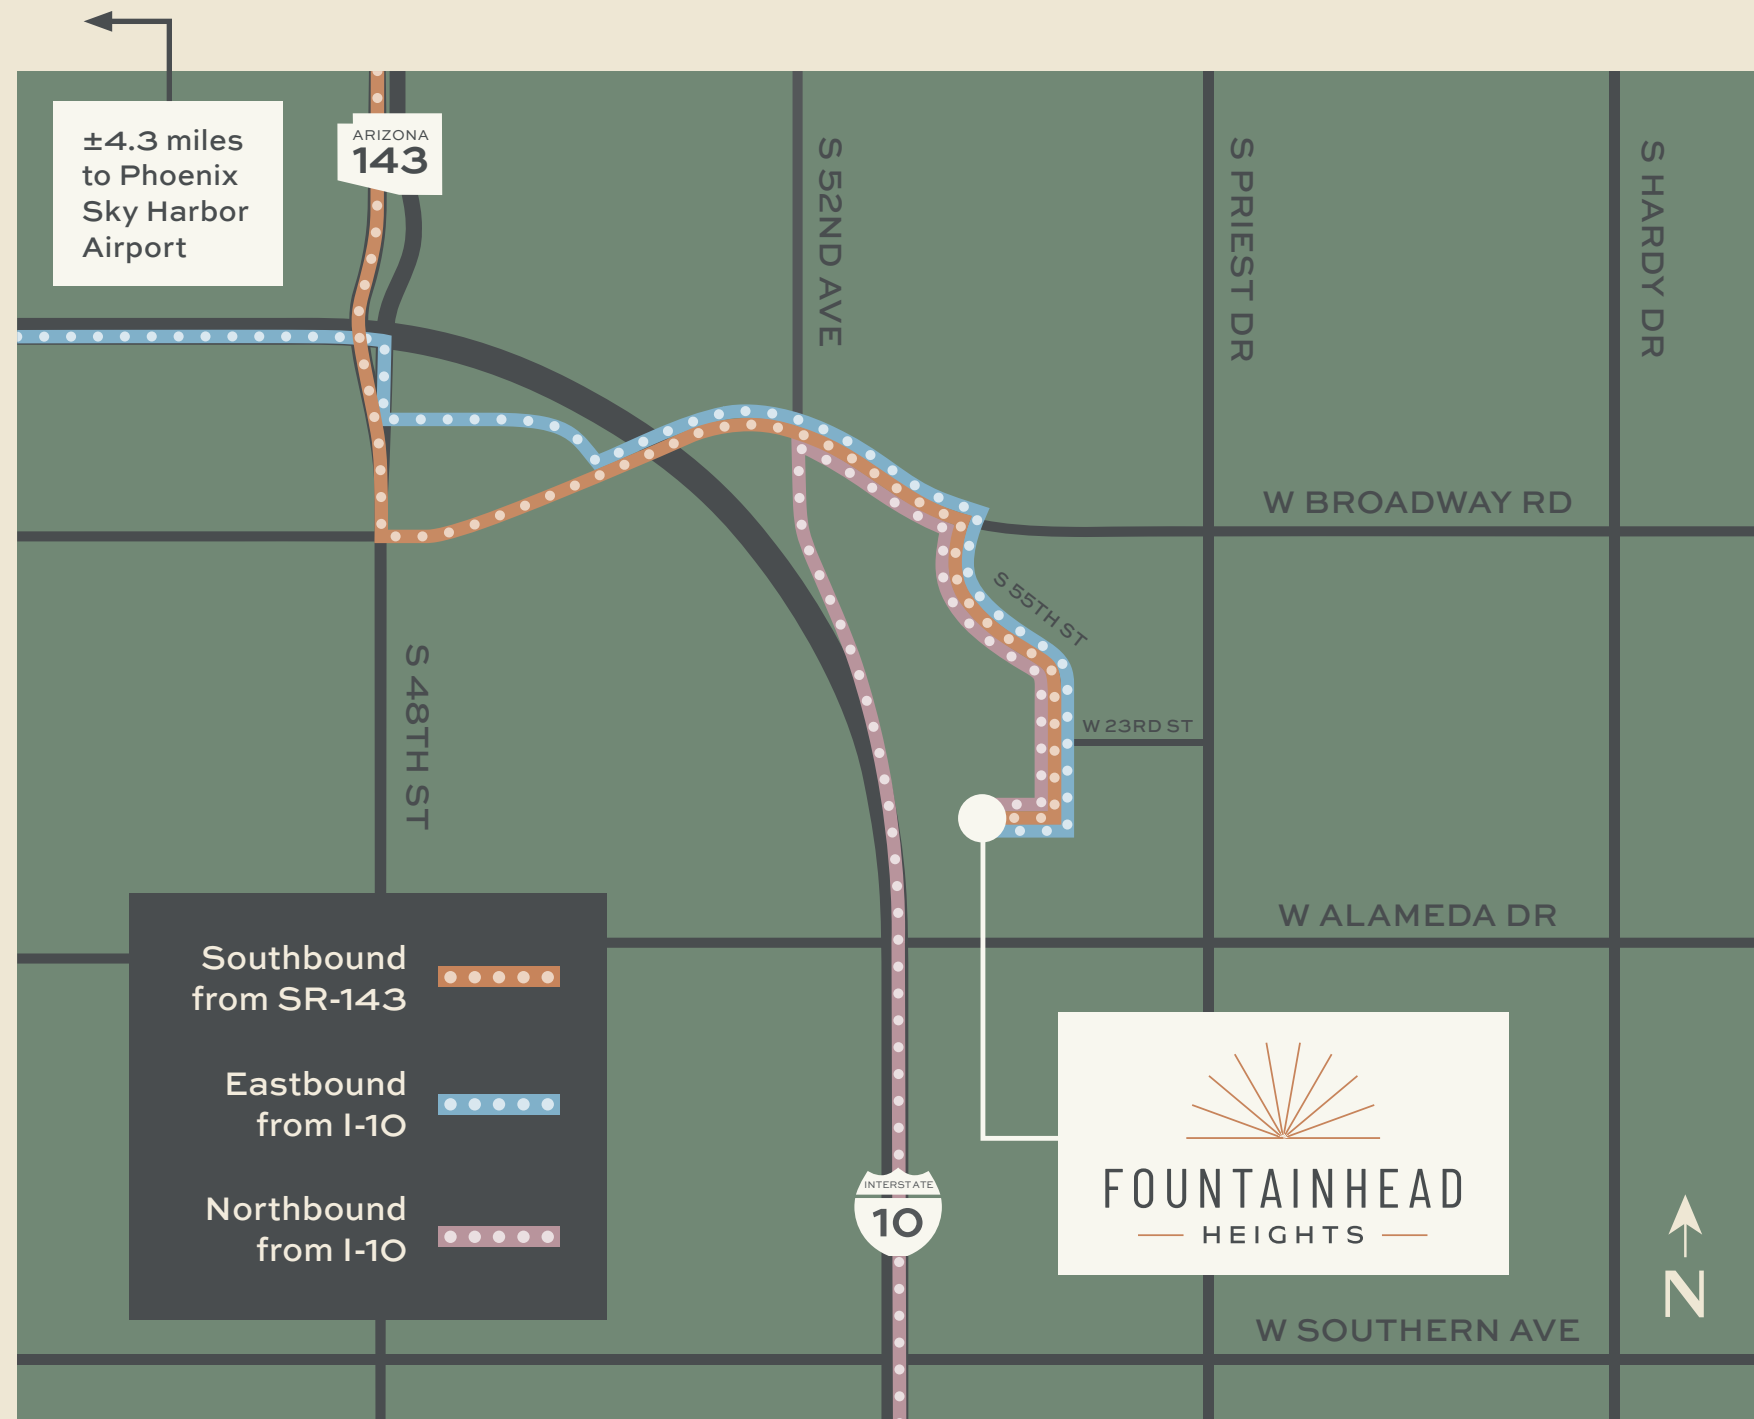 ±4.3 miles
to Phoenix
Sky Harbor
Airport
ARIZONA
143
S 52ND AVE
S PRIEST DR
S HARDY DR
W BROADWAY RD
S 55TH ST
S 48TH ST
W 23RD ST
W ALAMEDA DR
Southbound
from SR-143
Eastbound
from I-10
Northbound
from I-10
INTERSTATE
10
FOUNTAINHEAD
HEIGHTS
N
W SOUTHERN AVE